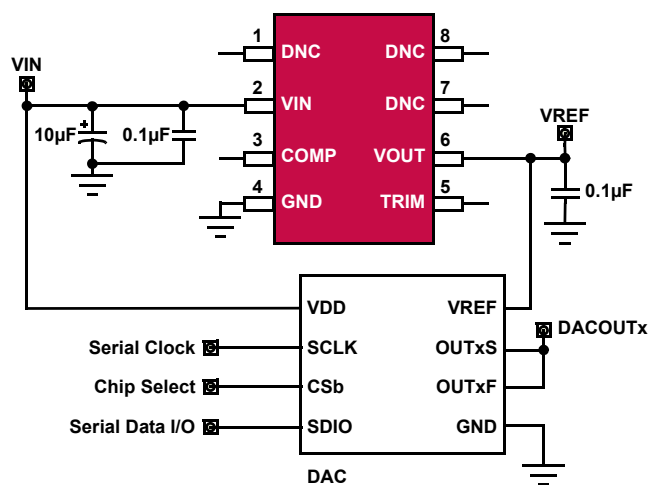 1 DNC DNC 8
VIN
2 VIN DNC 7
10µF + 0.1µF
VREF
3 COMP VOUT 6
4 GND TRIM 5
0.1µF
VDD VREF
DACOUTx
Serial Clock SCLK OUTxS
Chip Select CSb OUTxF
Serial Data I/O SDIO GND
DAC